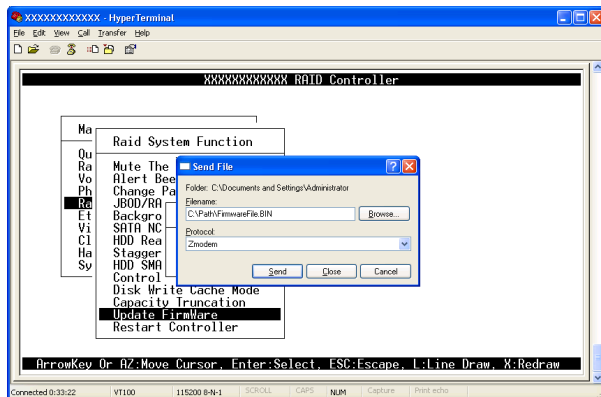 XXXXXXXXXXXX - HyperTerminal
File Edit View Call Transfer Help
XXXXXXXXXXXX RAID Controller
Ma
Qu
Ra
Vo
Ph
Ra
Et
Vi
Cl
Ha
Sy
Raid System Function
Mute The
Alert Bee
Change Pa
JBOD/RA
Backgro
SATA NC
HDD Rea
Stagger
HDD SMA
Control
Disk Write Cache Mode
Capacity Truncation
Update FirmWare
Restart Controller
Send File
Folder: C:\Documents and Settings\Administrator
Filename:
C:\Path\FirmwareFile.BIN
Browse...
Protocol:
Zmodem
Send Close Cancel
ArrowKey Or AZ:Move Cursor, Enter:Select, ESC:Escape, L:Line Draw, X:Redraw
Connected 0:33:22 VT100 115200 8-N-1 SCROLL CAPS NUM Capture Print echo